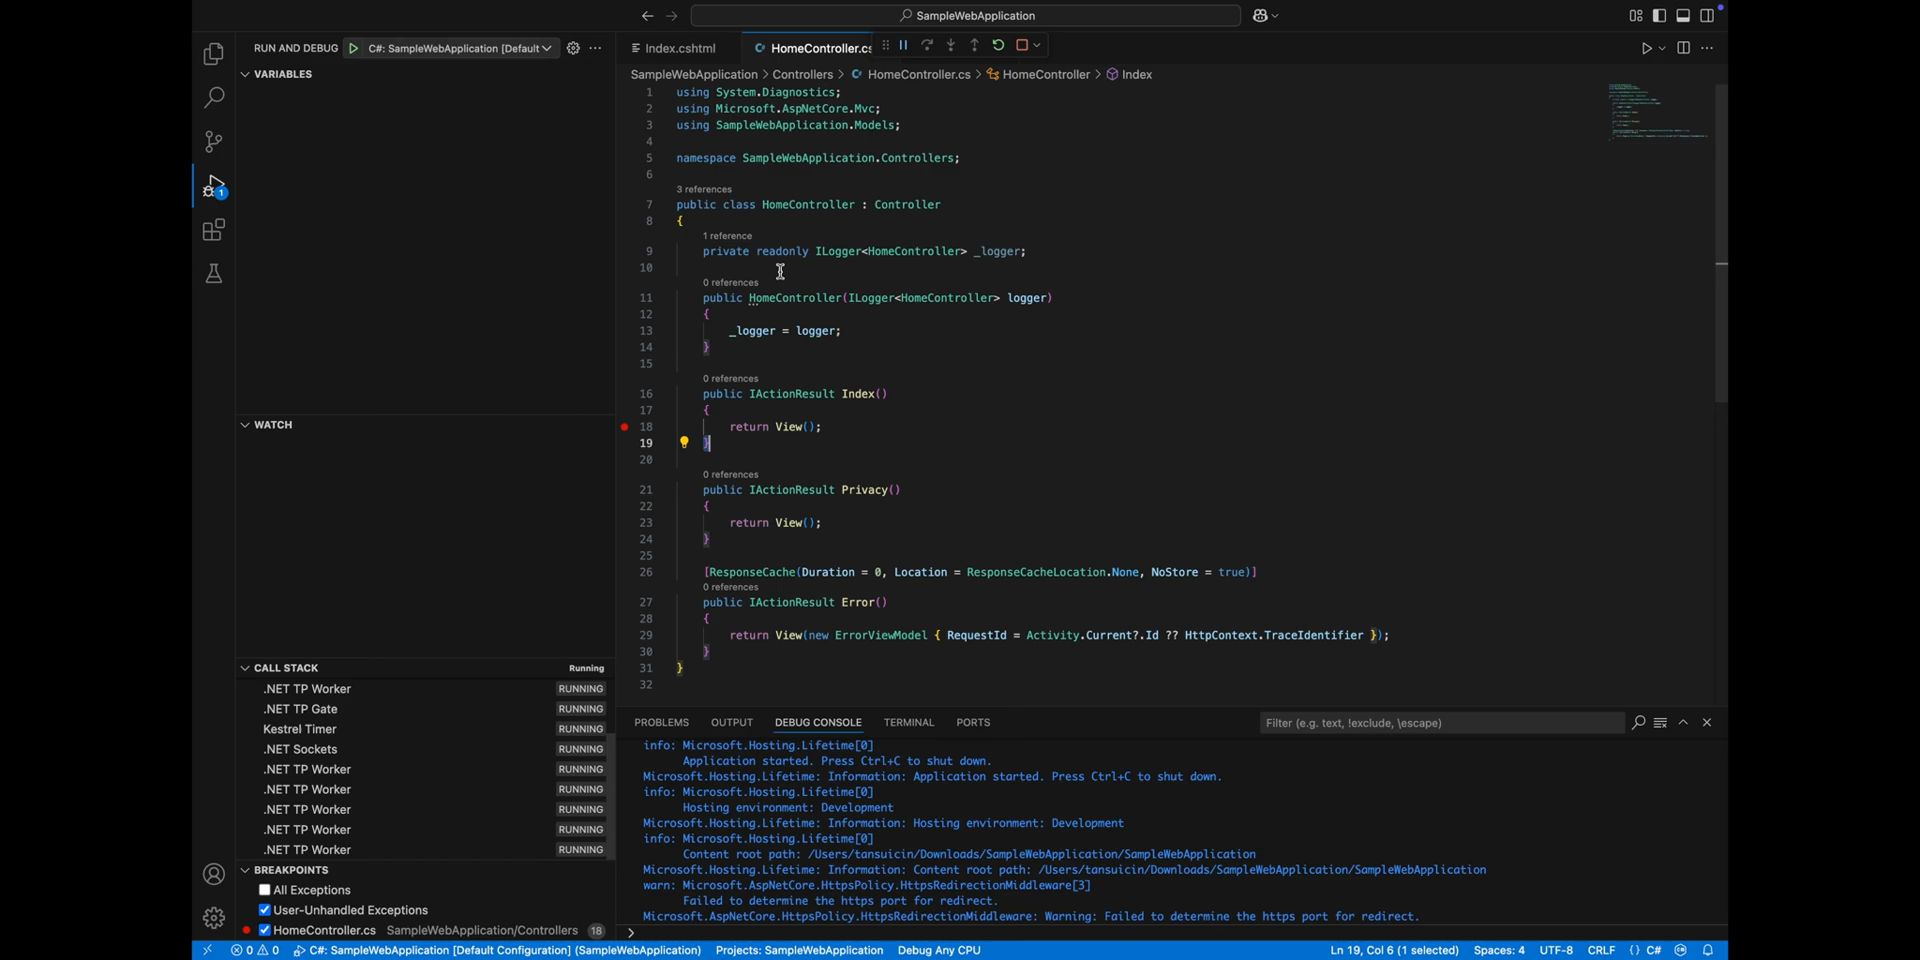 SampleWebApplication
RUN AND DEBUG
C#: SampleWebApplication [Default
VARIABLES
WATCH
CALL STACK
Running
.NET TP Worker RUNNING
.NET TP Gate RUNNING
Kestrel Timer RUNNING
.NET Sockets RUNNING
.NET TP Worker RUNNING
.NET TP Worker RUNNING
.NET TP Worker RUNNING
.NET TP Worker RUNNING
.NET TP Worker RUNNING
BREAKPOINTS
All Exceptions
User-Unhandled Exceptions
HomeController.cs SampleWebApplication/Controllers 18
1
Index.cshtml
HomeController.cs
SampleWebApplication > Controllers > HomeController.cs > HomeController > Index
1 using System.Diagnostics;
2 using Microsoft.AspNetCore.Mvc;
3 using SampleWebApplication.Models;
4
5 namespace SampleWebApplication.Controllers;
6
3 references
7 public class HomeController : Controller
8 {
1 reference
9 private readonly ILogger<HomeController> _logger;
10
0 references
11 public HomeController(ILogger<HomeController> logger)
12 {
13 _logger = logger;
14 }
15
0 references
16 public IActionResult Index()
17 {
18 return View();
19 }
20
0 references
21 public IActionResult Privacy()
22 {
23 return View();
24 }
25
26 [ResponseCache(Duration = 0, Location = ResponseCacheLocation.None, NoStore = true)]
0 references
27 public IActionResult Error()
28 {
29 return View(new ErrorViewModel { RequestId = Activity.Current?.Id ?? HttpContext.TraceIdentifier });
30 }
31 }
32
PROBLEMS OUTPUT DEBUG CONSOLE TERMINAL PORTS
Filter (e.g. text, !exclude, \escape)
info: Microsoft.Hosting.Lifetime[0]
Application started. Press Ctrl+C to shut down.
Microsoft.Hosting.Lifetime: Information: Application started. Press Ctrl+C to shut down.
info: Microsoft.Hosting.Lifetime[0]
Hosting environment: Development
Microsoft.Hosting.Lifetime: Information: Hosting environment: Development
info: Microsoft.Hosting.Lifetime[0]
Content root path: /Users/tansuicin/Downloads/SampleWebApplication/SampleWebApplication
Microsoft.Hosting.Lifetime: Information: Content root path: /Users/tansuicin/Downloads/SampleWebApplication/SampleWebApplication
warn: Microsoft.AspNetCore.HttpsPolicy.HttpsRedirectionMiddleware[3]
Failed to determine the https port for redirect.
Microsoft.AspNetCore.HttpsPolicy.HttpsRedirectionMiddleware: Warning: Failed to determine the https port for redirect.
>
0 0 C#: SampleWebApplication [Default Configuration] (SampleWebApplication) Projects: SampleWebApplication Debug Any CPU
Ln 19, Col 6 (1 selected) Spaces: 4 UTF-8 CRLF {} C#